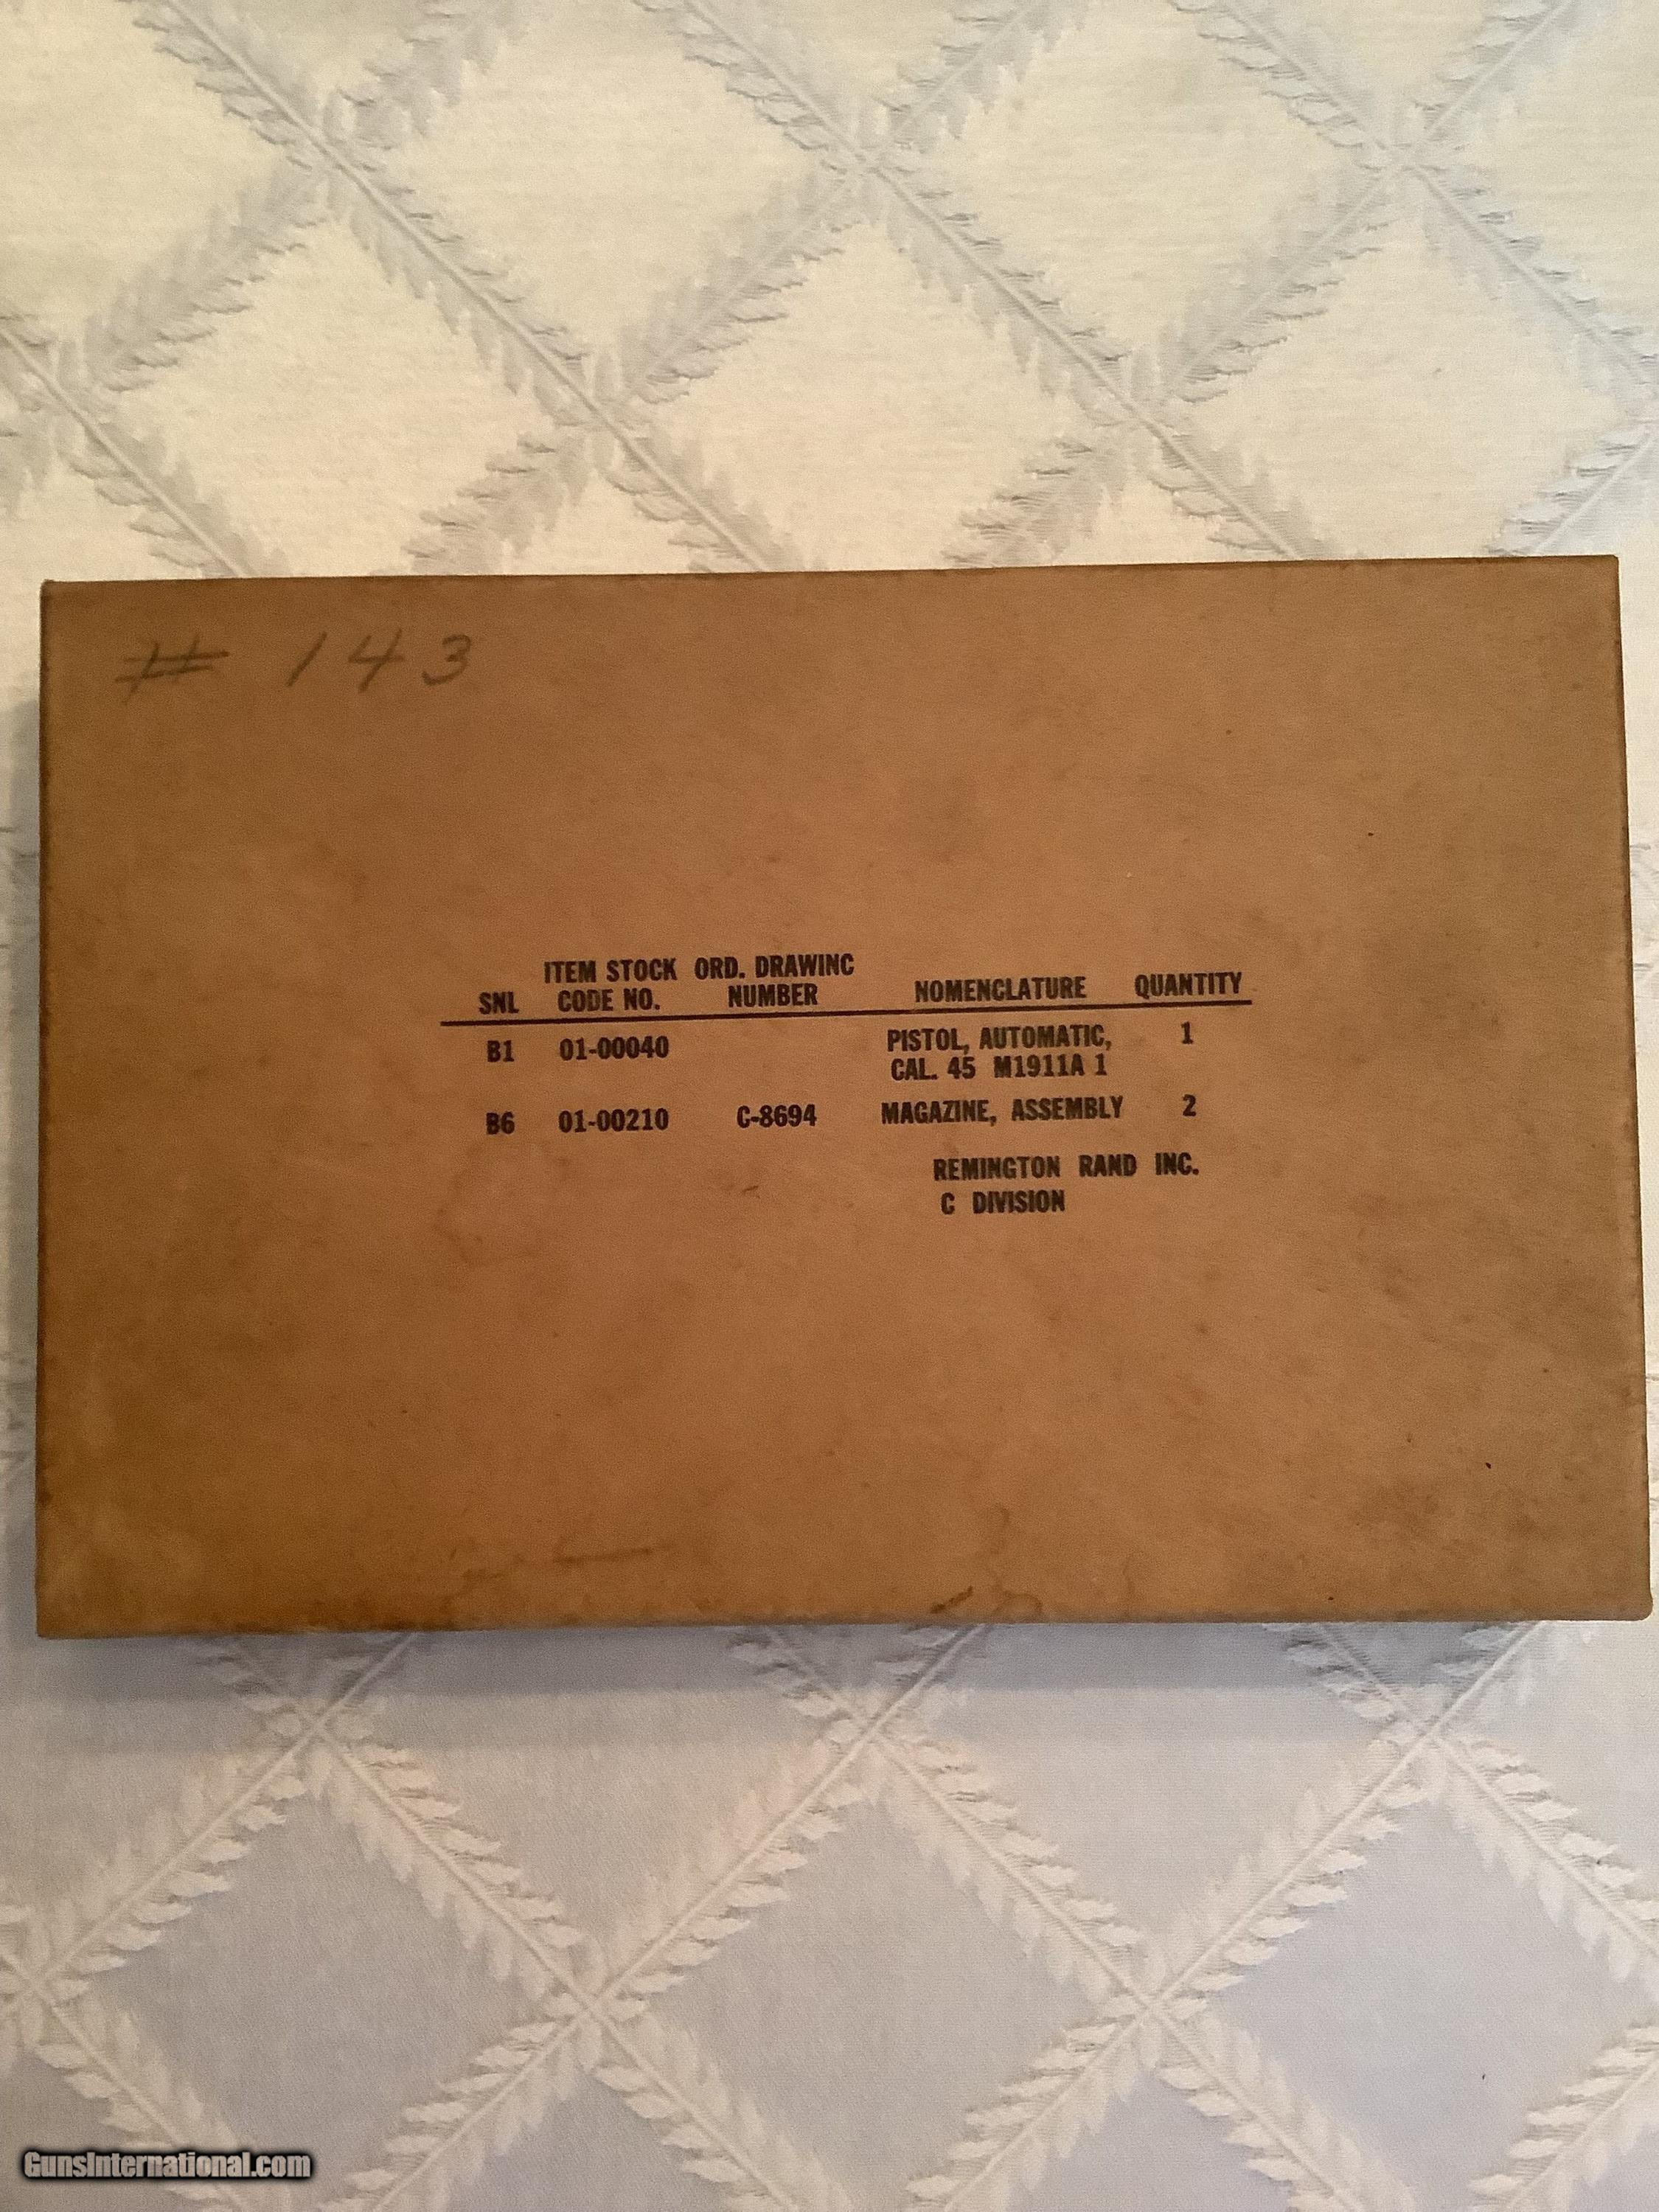 # 143
ITEM STOCK ORD. DRAWINC
SNL CODE NO. NUMBER NOMENCLATURE QUANTITY
B1 01-00040 PISTOL, AUTOMATIC, 1
CAL. 45 M1911A 1
B6 01-00210 C-8694 MAGAZINE, ASSEMBLY 2
REMINGTON RAND INC.
C DIVISION
GunsInternational.com